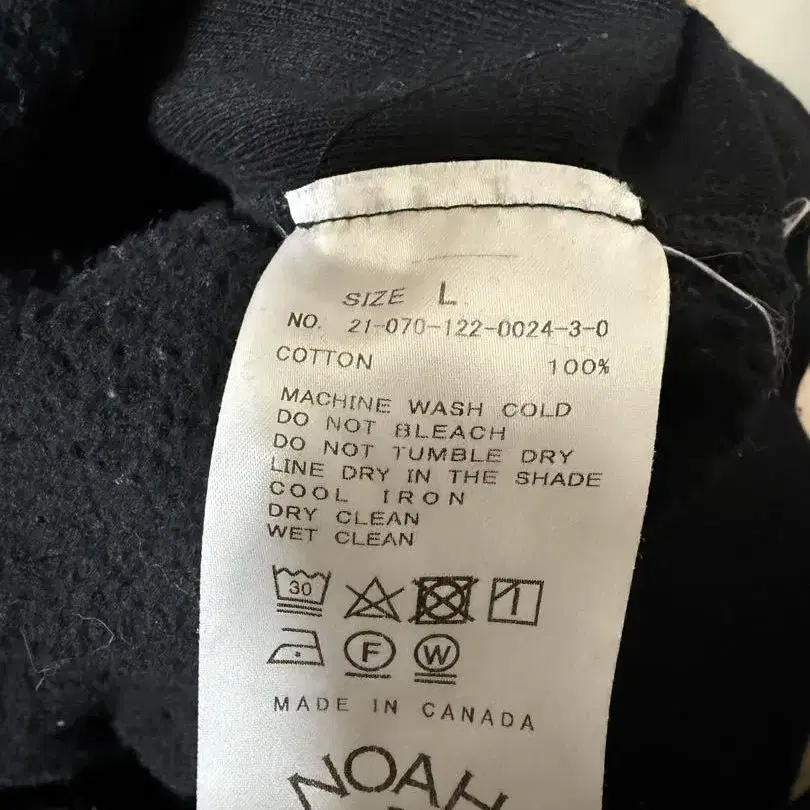 SIZE L
NO. 21-070-122-0024-3-0
COTTON 100%
MACHINE WASH COLD
DO NOT BLEACH
DO NOT TUMBLE DRY
LINE DRY IN THE SHADE
COOL IRON
DRY CLEAN
WET CLEAN
30
F W
MADE IN CANADA
NOAH